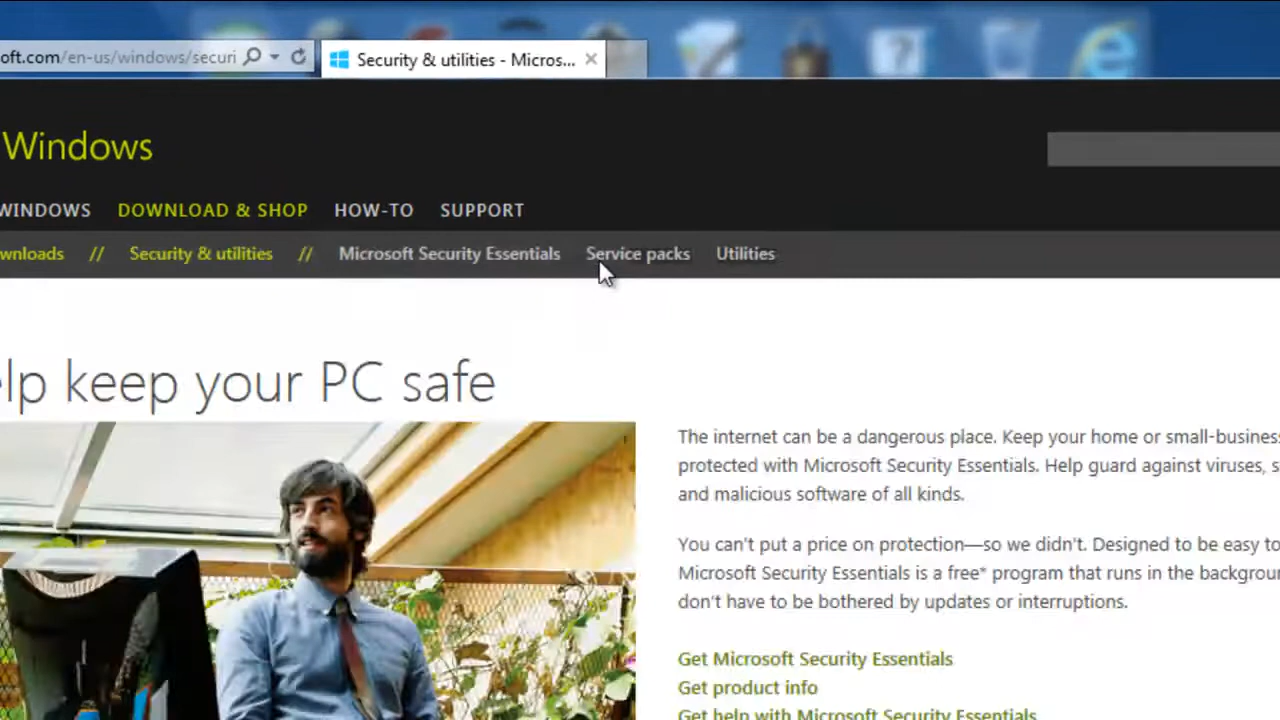 oft.com/en-us/windows/securi
Security & utilities - Micros...
Windows
WINDOWS DOWNLOAD & SHOP HOW-TO SUPPORT
wnloads // Security & utilities // Microsoft Security Essentials Service packs Utilities
elp keep your PC safe
The internet can be a dangerous place. Keep your home or small-business
protected with Microsoft Security Essentials. Help guard against viruses, s
and malicious software of all kinds.
You can't put a price on protection—so we didn't. Designed to be easy to
Microsoft Security Essentials is a free* program that runs in the backgroun
don't have to be bothered by updates or interruptions.
Get Microsoft Security Essentials
Get product info
Get help with Microsoft Security Essentials